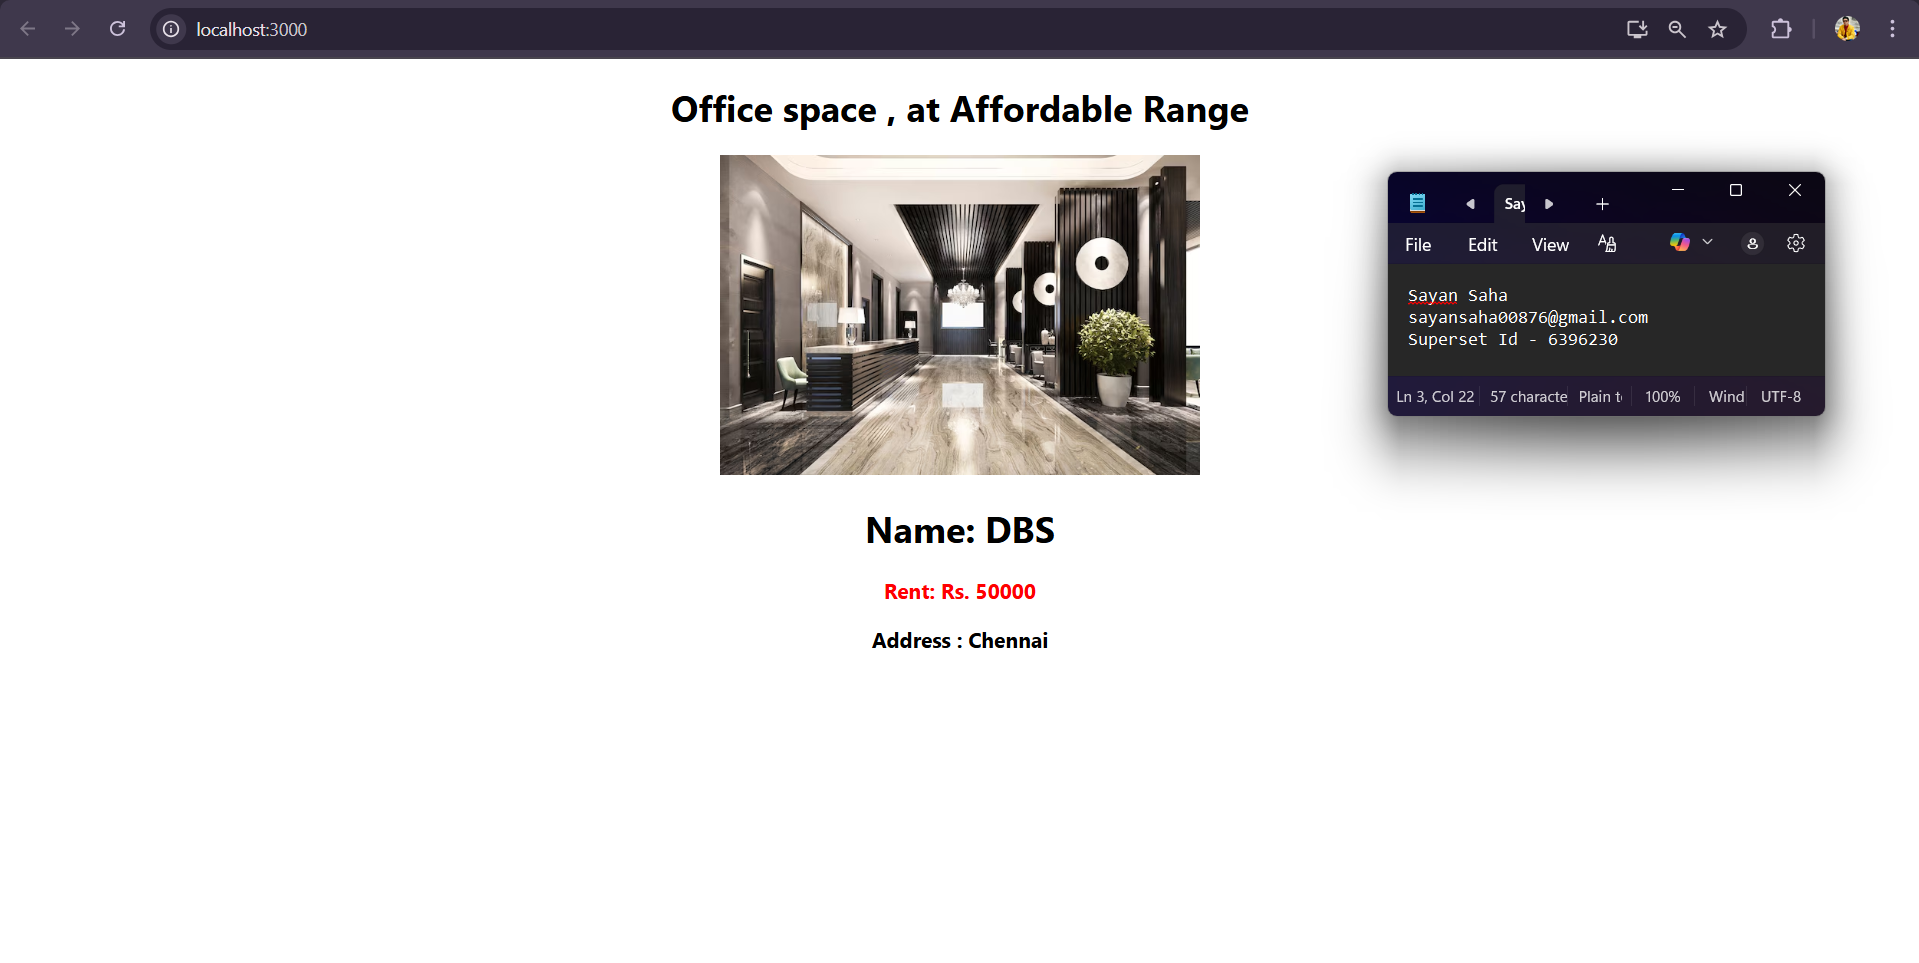 localhost:3000
Office space , at Affordable Range
Name: DBS
Rent: Rs. 50000
Address : Chennai
Say
File Edit View
Sayan Saha
sayansaha00876@gmail.com
Superset Id - 6396230
Ln 3, Col 22 57 characte Plain t 100% Wind UTF-8